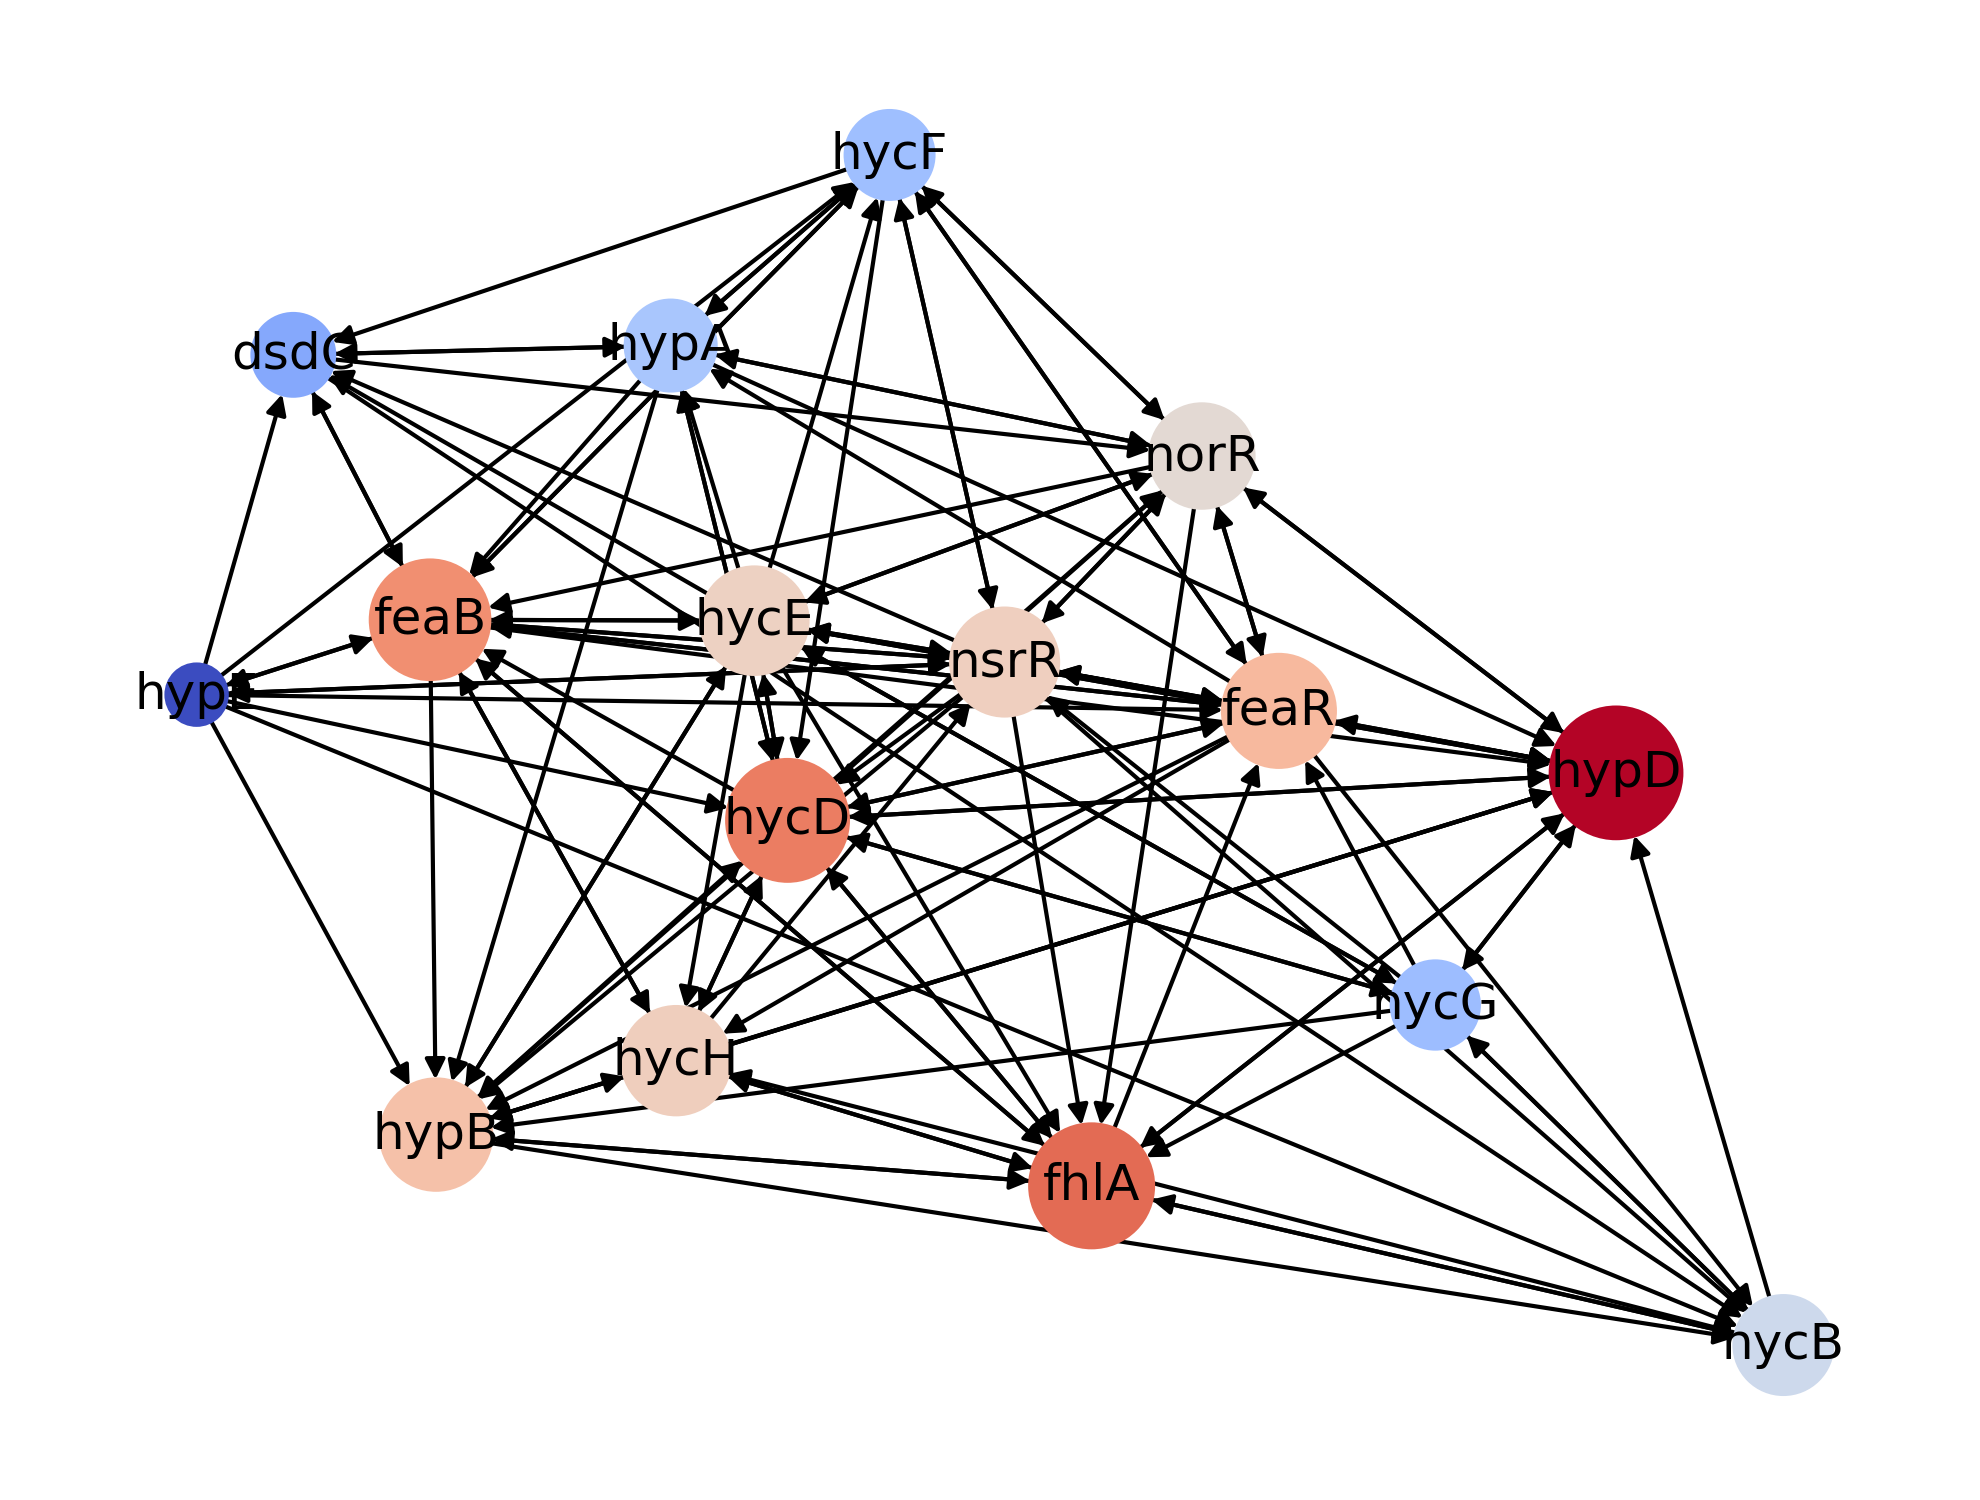 hycF
dsdC
hypA
norR
feaB
hycE
nsrR
hypE
feaR
hypD
hycD
hycG
hycH
hypB
fhlA
hycB